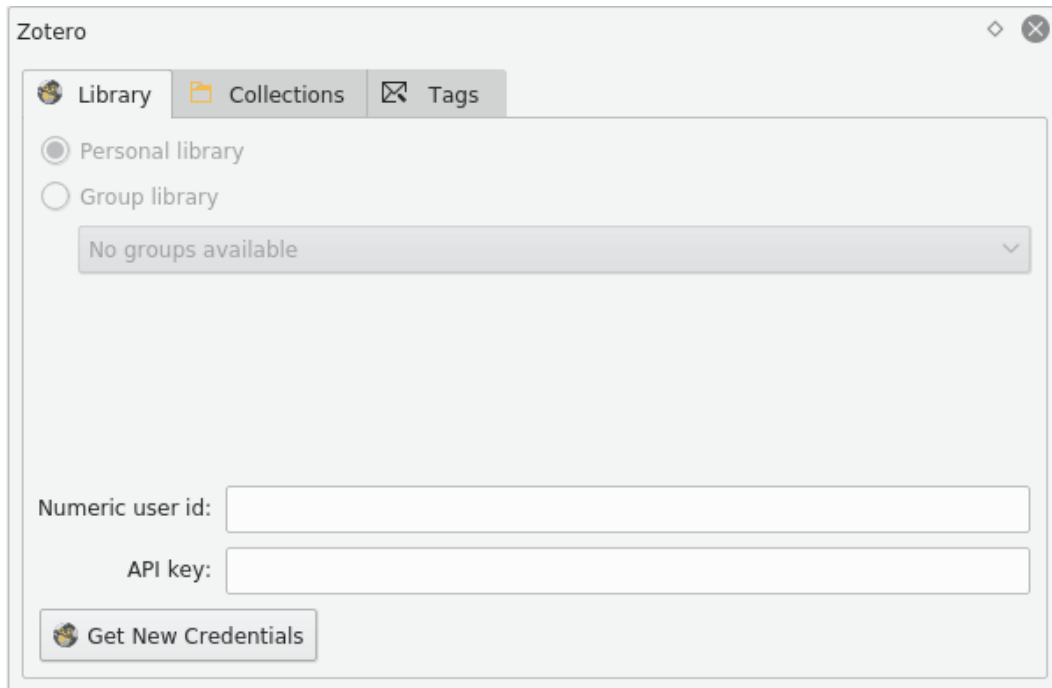 Zotero
Library Collections Tags
Personal library
Group library
No groups available
Numeric user id:
API key:
Get New Credentials